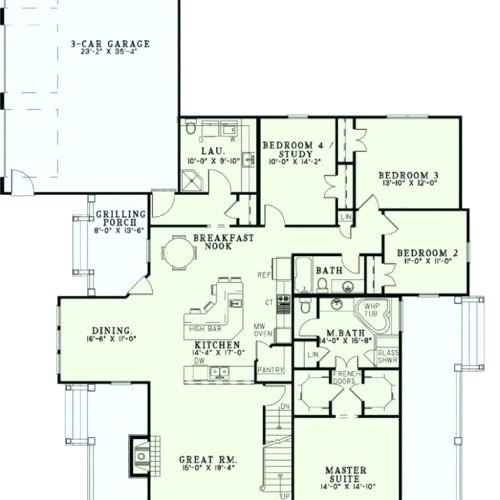 3-CAR GARAGE
23'-2" X 35'-4"
D. W.
LAU.
10'-0" X 9'-10"
BEDROOM 4 /
STUDY
10'-0" X 14'-2"
BEDROOM 3
13'-10" X 12'-0"
GRILLING
PORCH
8'-0" X 13'-6"
LIN
BREAKFAST
NOOK
BEDROOM 2
11'-0" X 11'-0"
REF
BATH
CT
WHP
TUB
DINING
16'-6" X 11'-0"
HIGH BAR
MW
OVEN
M.BATH
14'-0" X 15'-8"
KITCHEN
14'-4" X 17'-0"
LIN
GLASS
SHWR
DW
PANTRY
FRENCH
DOORS
DN
GREAT RM.
15'-0" X 19'-4"
MASTER
SUITE
14'-0" X 14'-10"
UP